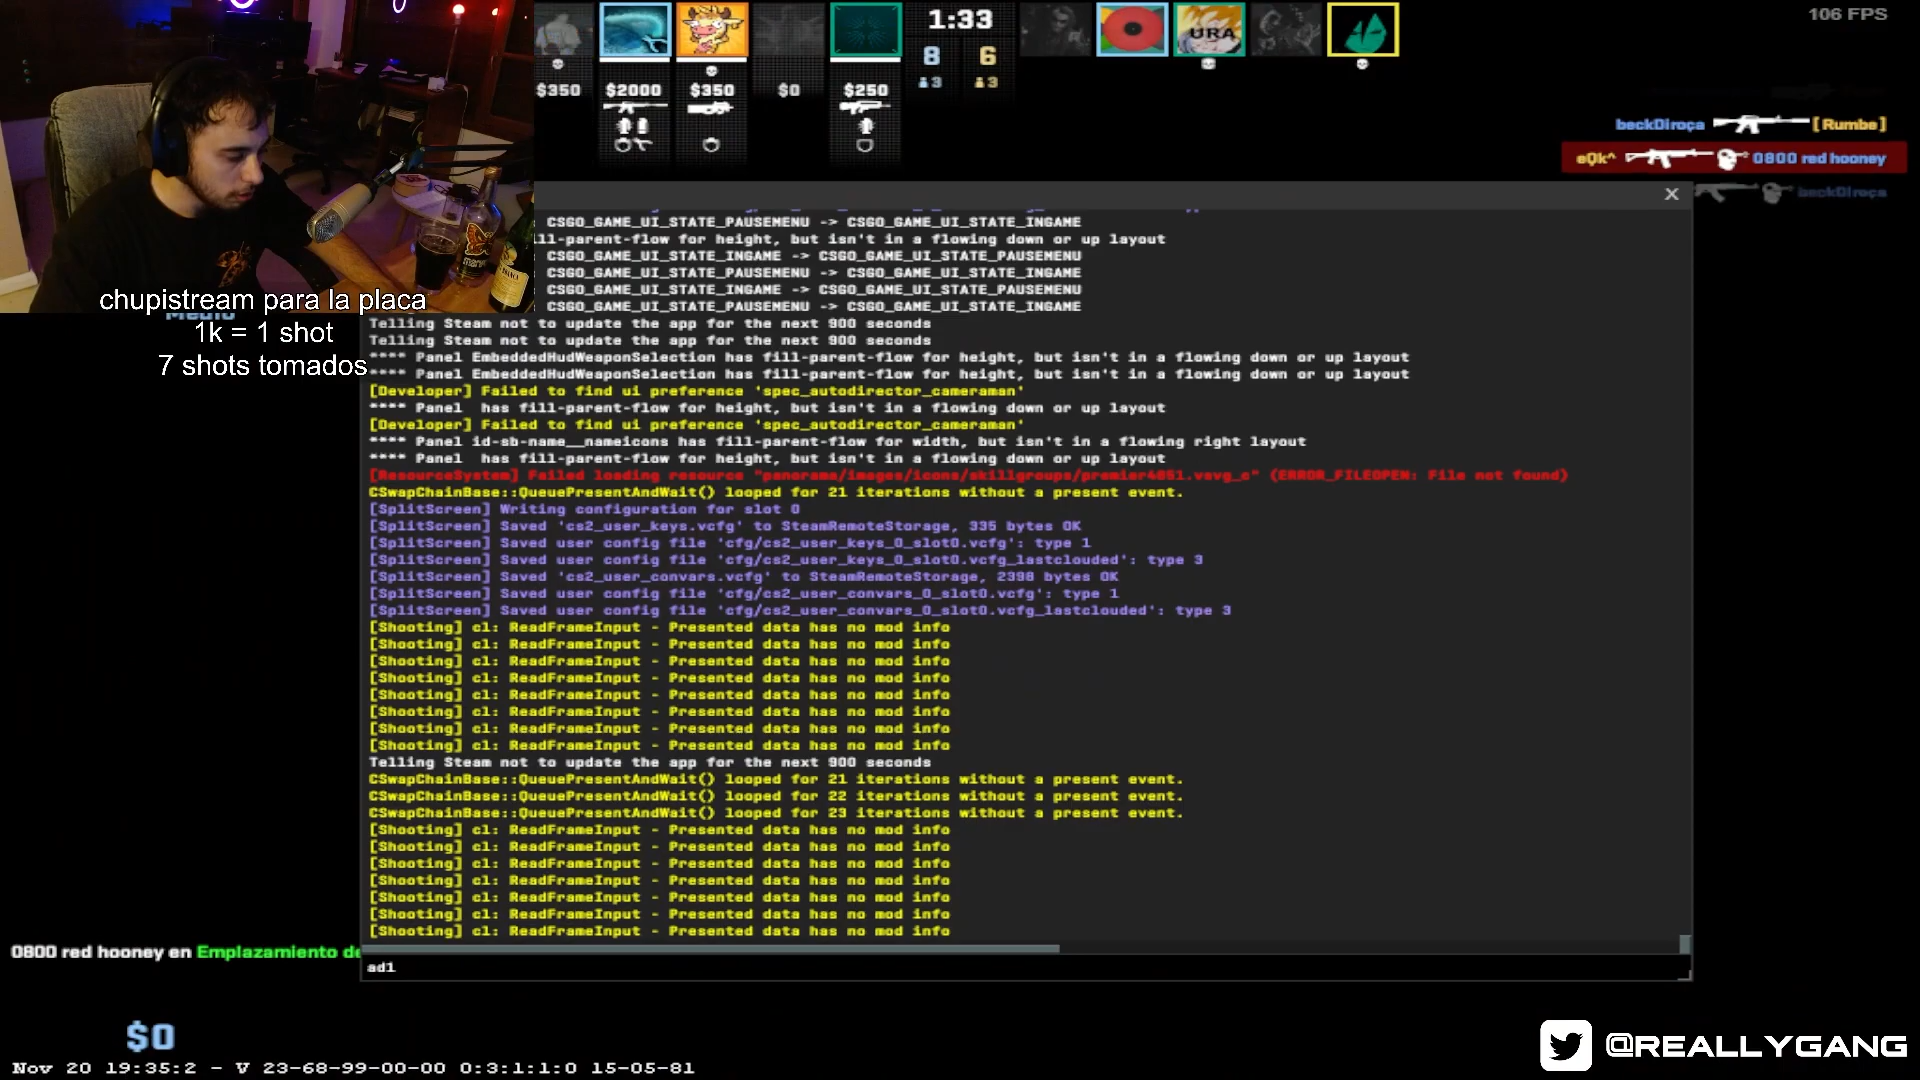 1:33
106 FPS
8 6
3 3
$350 $2000 $350 $0 $250
URA
beckDiroça [Rumbe]
eQk^ 0800 red hooney
beckDiroça
X
CSGO_GAME_UI_STATE_PAUSEMENU -> CSGO_GAME_UI_STATE_INGAME
ill-parent-flow for height, but isn't in a flowing down or up layout
CSGO_GAME_UI_STATE_INGAME -> CSGO_GAME_UI_STATE_PAUSEMENU
CSGO_GAME_UI_STATE_PAUSEMENU -> CSGO_GAME_UI_STATE_INGAME
CSGO_GAME_UI_STATE_INGAME -> CSGO_GAME_UI_STATE_PAUSEMENU
CSGO_GAME_UI_STATE_PAUSEMENU -> CSGO_GAME_UI_STATE_INGAME
chupistream para la placa
1k = 1 shot
7 shots tomados
Telling Steam not to update the app for the next 900 seconds
Telling Steam not to update the app for the next 900 seconds
**** Panel EmbeddedHudWeaponSelection has fill-parent-flow for height, but isn't in a flowing down or up layout
**** Panel EmbeddedHudWeaponSelection has fill-parent-flow for height, but isn't in a flowing down or up layout
[Developer] Failed to find ui preference 'spec_autodirector_cameraman'
**** Panel  has fill-parent-flow for height, but isn't in a flowing down or up layout
[Developer] Failed to find ui preference 'spec_autodirector_cameraman'
**** Panel id-sb-name__nameicons has fill-parent-flow for width, but isn't in a flowing right layout
**** Panel  has fill-parent-flow for height, but isn't in a flowing down or up layout
[ResourceSystem] Failed loading resource "panorama/images/icons/skillgroups/premier4681.vsvg_c" (ERROR_FILEOPEN: File not found)
CSwapChainBase::QueuePresentAndWait() looped for 21 iterations without a present event.
[SplitScreen] Writing configuration for slot 0
[SplitScreen] Saved 'cs2_user_keys.vcfg' to SteamRemoteStorage, 335 bytes OK
[SplitScreen] Saved user config file 'cfg/cs2_user_keys_0_slot0.vcfg': type 1
[SplitScreen] Saved user config file 'cfg/cs2_user_keys_0_slot0.vcfg_lastclouded': type 3
[SplitScreen] Saved 'cs2_user_convars.vcfg' to SteamRemoteStorage, 2398 bytes OK
[SplitScreen] Saved user config file 'cfg/cs2_user_convars_0_slot0.vcfg': type 1
[SplitScreen] Saved user config file 'cfg/cs2_user_convars_0_slot0.vcfg_lastclouded': type 3
[Shooting] cl: ReadFrameInput - Presented data has no mod info
[Shooting] cl: ReadFrameInput - Presented data has no mod info
[Shooting] cl: ReadFrameInput - Presented data has no mod info
[Shooting] cl: ReadFrameInput - Presented data has no mod info
[Shooting] cl: ReadFrameInput - Presented data has no mod info
[Shooting] cl: ReadFrameInput - Presented data has no mod info
[Shooting] cl: ReadFrameInput - Presented data has no mod info
[Shooting] cl: ReadFrameInput - Presented data has no mod info
Telling Steam not to update the app for the next 900 seconds
CSwapChainBase::QueuePresentAndWait() looped for 21 iterations without a present event.
CSwapChainBase::QueuePresentAndWait() looped for 22 iterations without a present event.
CSwapChainBase::QueuePresentAndWait() looped for 23 iterations without a present event.
[Shooting] cl: ReadFrameInput - Presented data has no mod info
[Shooting] cl: ReadFrameInput - Presented data has no mod info
[Shooting] cl: ReadFrameInput - Presented data has no mod info
[Shooting] cl: ReadFrameInput - Presented data has no mod info
[Shooting] cl: ReadFrameInput - Presented data has no mod info
[Shooting] cl: ReadFrameInput - Presented data has no mod info
[Shooting] cl: ReadFrameInput - Presented data has no mod info
0800 red hooney en Emplazamiento de
ad1
$0
@REALLYGANG
Nov 20 19:35:2 - V 23-68-99-00-00 0:3:1:1:0 15-05-81